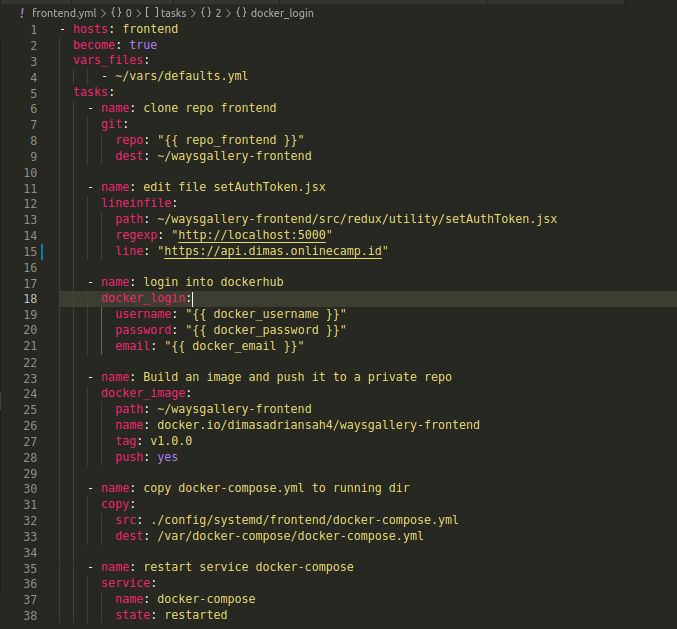 ! frontend.yml > {} 0 > [ ] tasks > {} 2 > {} docker_login
1 - hosts: frontend
2   become: true
3   vars_files:
4       - ~/vars/defaults.yml
5   tasks:
6     - name: clone repo frontend
7       git:
8         repo: "{{ repo_frontend }}"
9         dest: ~/waysgallery-frontend
10
11     - name: edit file setAuthToken.jsx
12       lineinfile:
13         path: ~/waysgallery-frontend/src/redux/utility/setAuthToken.jsx
14         regexp: "http://localhost:5000"
15         line: "https://api.dimas.onlinecamp.id"
16
17     - name: login into dockerhub
18       docker_login:
19         username: "{{ docker_username }}"
20         password: "{{ docker_password }}"
21         email: "{{ docker_email }}"
22
23     - name: Build an image and push it to a private repo
24       docker_image:
25         path: ~/waysgallery-frontend
26         name: docker.io/dimasadriansah4/waysgallery-frontend
27         tag: v1.0.0
28         push: yes
29
30     - name: copy docker-compose.yml to running dir
31       copy:
32         src: ./config/systemd/frontend/docker-compose.yml
33         dest: /var/docker-compose/docker-compose.yml
34
35     - name: restart service docker-compose
36       service:
37         name: docker-compose
38         state: restarted